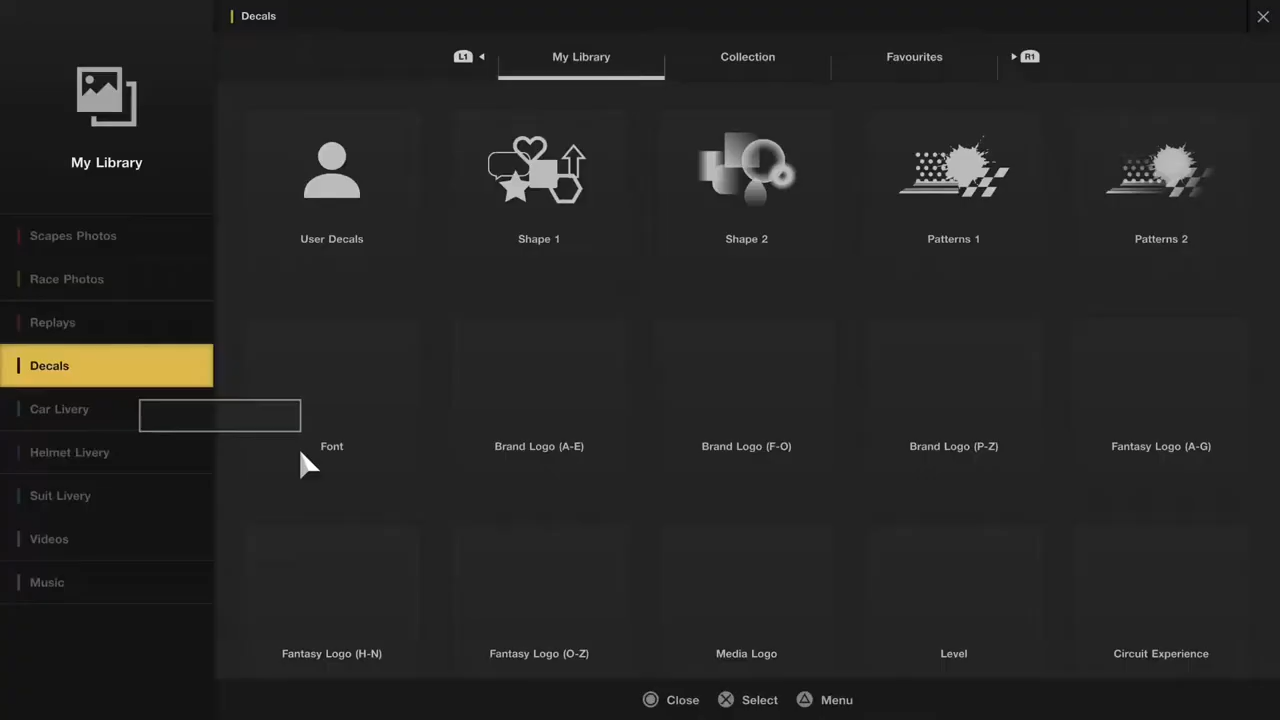 Decals
L1
My Library
Collection
Favourites
R1
My Library
Scapes Photos
Race Photos
Replays
Decals
Car Livery
Helmet Livery
Suit Livery
Videos
Music
User Decals
Shape 1
Shape 2
Patterns 1
Patterns 2
Font
Brand Logo (A-E)
Brand Logo (F-O)
Brand Logo (P-Z)
Fantasy Logo (A-G)
Fantasy Logo (H-N)
Fantasy Logo (O-Z)
Media Logo
Level
Circuit Experience
Close
Select
Menu